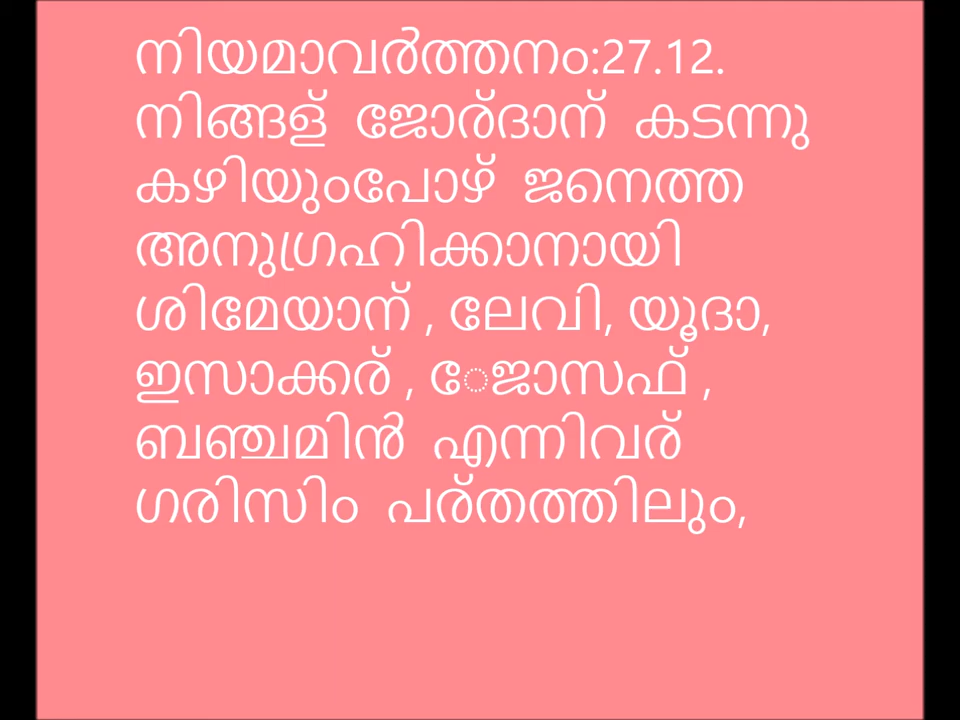 നിയമാവർത്തനം:27.12.
നിങ്ങള് ജോര്ദാന് കടന്നു
കഴിയുംപോഴ് ജനെത്ത
അനുഗ്രഹിക്കാനായി
ശിമേയാന് , ലേവി, യൂദാ,
ഇസാക്കര് , േജാസഫ് ,
ബഞ്ചമിൻ എന്നിവര്
ഗരിസിം പര്തത്തിലും,